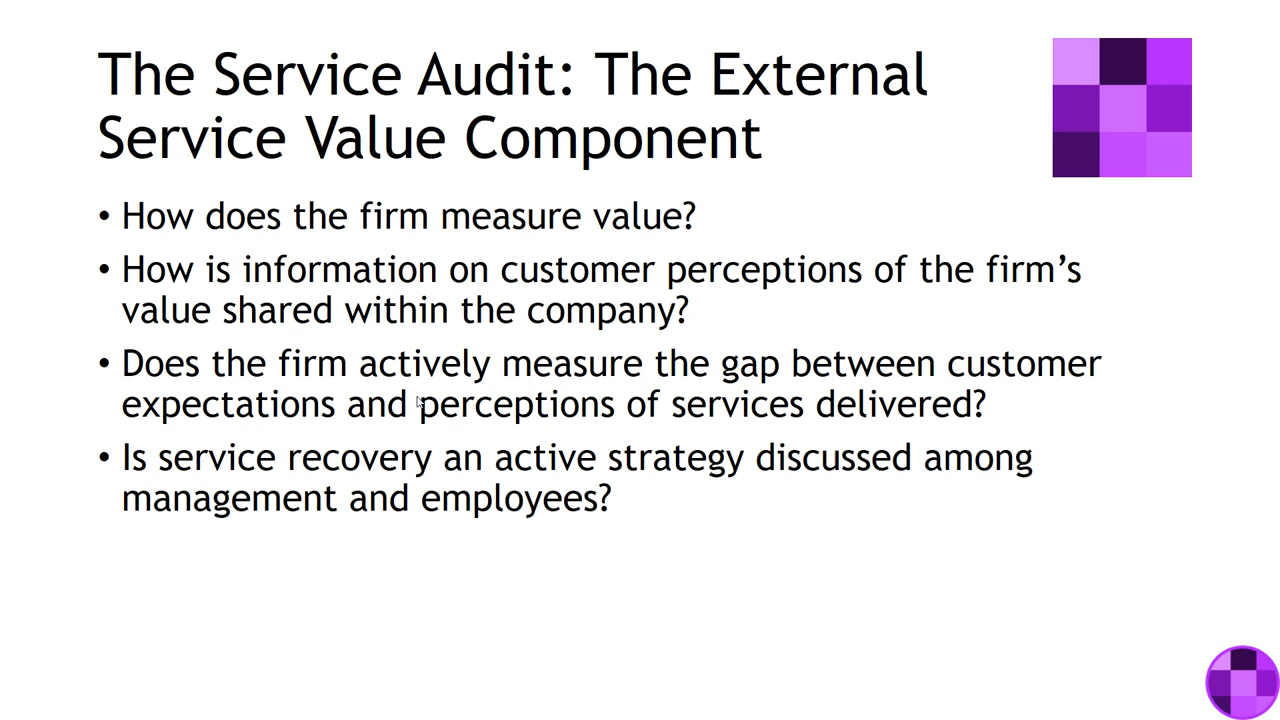 The Service Audit: The External
Service Value Component
• How does the firm measure value?
• How is information on customer perceptions of the firm’s
value shared within the company?
• Does the firm actively measure the gap between customer
expectations and perceptions of services delivered?
• Is service recovery an active strategy discussed among
management and employees?